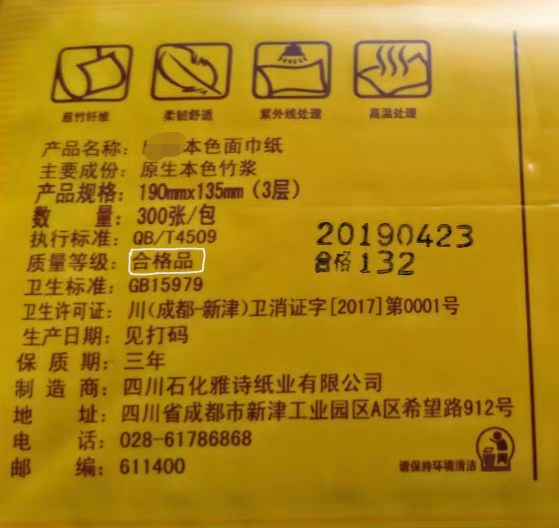 慈竹纤维
柔韧舒适
紫外线处理
高温处理
产品名称: 本色面巾纸
主要成份: 原生本色竹浆
产品规格: 190mmx135mm (3层)
数 量: 300张/包
执行标准: QB/T4509
质量等级: 合格品
卫生标准: GB15979
卫生许可证: 川(成都-新津)卫消证字[2017]第0001号
生产日期: 见打码
保 质 期: 三年
制 造 商: 四川石化雅诗纸业有限公司
地 址: 四川省成都市新津工业园区A区希望路912号
电 话: 028-61786868
邮 编: 611400
20190423
合格132
请保持环境清洁